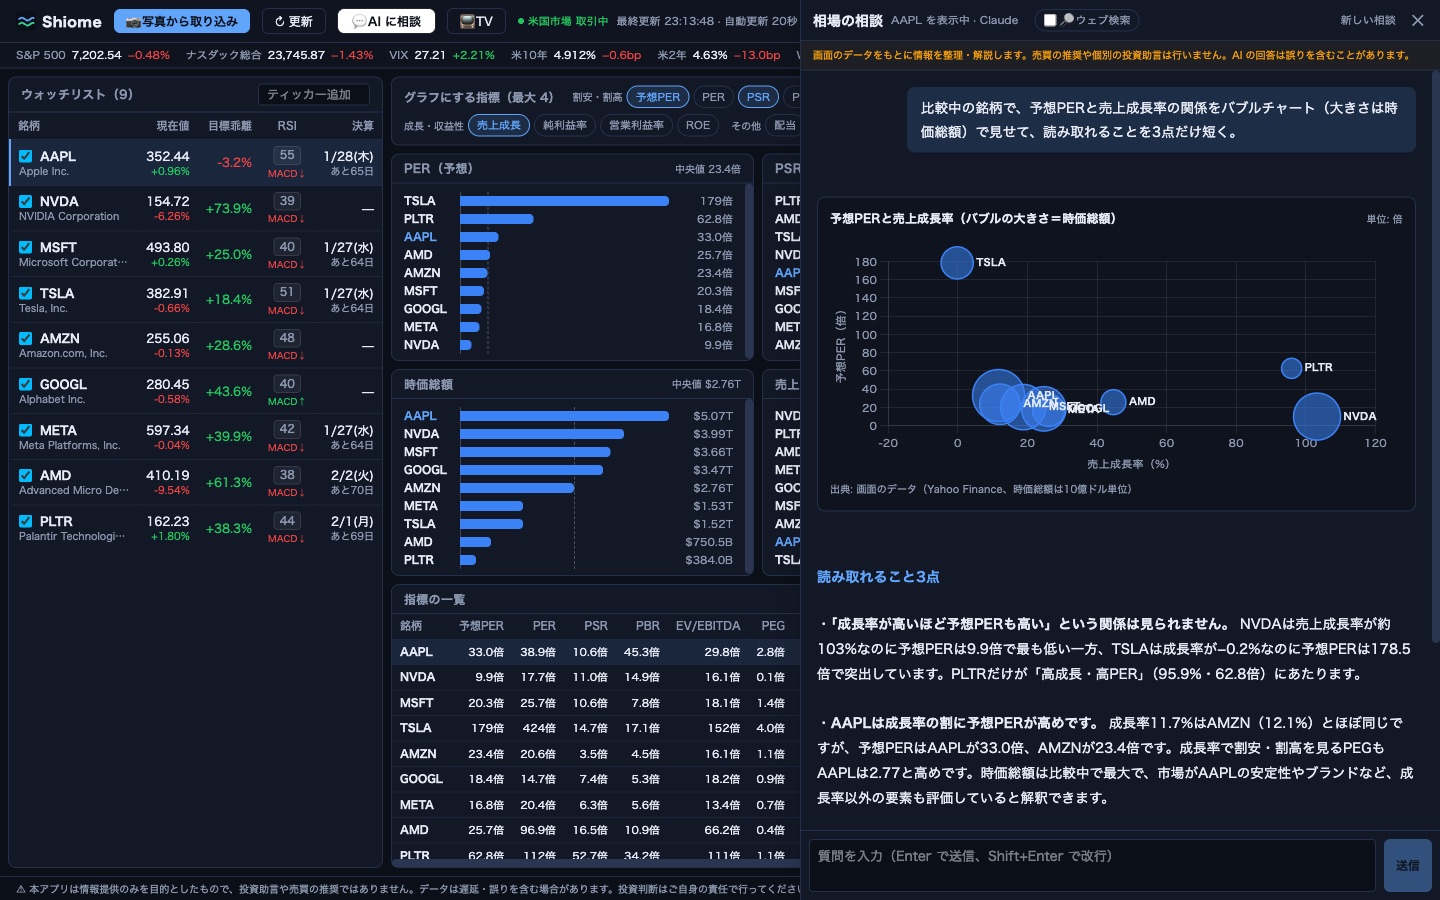 Shiome
📷写真から取り込み
↻ 更新
💬AI に相談
📺TV
● 米国市場 取引中 最終更新 23:13:48 · 自動更新 20秒
S&P 500 7,202.54 −0.48% ナスダック総合 23,745.87 −1.43% VIX 27.21 +2.21% 米10年 4.912% −0.6bp 米2年 4.63% −13.0bp
ウォッチリスト（9）
ティッカー追加
銘柄 現在値 目標乖離 RSI 決算
AAPL 352.44 -3.2% 55 1/28(木)
Apple Inc. +0.96% MACD↓ あと65日
NVDA 154.72 +73.9% 39 —
NVIDIA Corporation -6.26% MACD↓
MSFT 493.80 +25.0% 40 1/27(水)
Microsoft Corporat… +0.26% MACD↓ あと64日
TSLA 382.91 +18.4% 51 1/27(水)
Tesla, Inc. -0.66% MACD↓ あと64日
AMZN 255.06 +28.6% 48 —
Amazon.com, Inc. -0.13% MACD↓
GOOGL 280.45 +43.6% 40 —
Alphabet Inc. -0.58% MACD↑
META 597.34 +39.9% 42 1/27(水)
Meta Platforms, Inc. -0.04% MACD↓ あと64日
AMD 410.19 +61.3% 38 2/2(火)
Advanced Micro De… -9.54% MACD↓ あと70日
PLTR 162.23 +38.3% 44 2/1(月)
Palantir Technologi… +1.80% MACD↓ あと69日
グラフにする指標（最大 4） 割安・割高 予想PER PER PSR P
成長・収益性 売上成長 純利益率 営業利益率 ROE その他 配当
PER（予想） 中央値 23.4倍
TSLA 179倍
PLTR 62.8倍
AAPL 33.0倍
AMD 25.7倍
AMZN 23.4倍
MSFT 20.3倍
GOOGL 18.4倍
META 16.8倍
NVDA 9.9倍
PSR
PLT
AMD
TSL
NVD
AAP
MSF
GOO
MET
AMZ
時価総額 中央値 $2.76T
AAPL $5.07T
NVDA $3.99T
MSFT $3.66T
GOOGL $3.47T
AMZN $2.76T
META $1.53T
TSLA $1.52T
AMD $750.5B
PLTR $384.0B
売上
NVD
PLT
AMD
MET
GOO
MSF
AMZ
AAP
TSL
指標の一覧
銘柄 予想PER PER PSR PBR EV/EBITDA PEG
AAPL 33.0倍 38.9倍 10.6倍 45.3倍 29.8倍 2.8倍
NVDA 9.9倍 17.7倍 11.0倍 14.9倍 16.1倍 0.1倍
MSFT 20.3倍 25.7倍 10.6倍 7.8倍 18.1倍 1.4倍
TSLA 179倍 424倍 14.7倍 17.1倍 152倍 4.0倍
AMZN 23.4倍 20.6倍 3.5倍 4.5倍 16.1倍 1.1倍
GOOGL 18.4倍 14.7倍 7.4倍 5.3倍 18.2倍 0.9倍
META 16.8倍 20.4倍 6.3倍 5.6倍 13.4倍 0.7倍
AMD 25.7倍 96.9倍 16.5倍 10.9倍 66.2倍 0.4倍
PLTR 62.8倍 112倍 52.7倍 34.2倍 111倍 1.1倍
⚠ 本アプリは情報提供のみを目的としたもので、投資助言や売買の推奨ではありません。データは遅延・誤りを含む場合があります。投資判断はご自身の責任で行ってくださ
相場の相談 AAPL を表示中 · Claude 🔎ウェブ検索 新しい相談 ✕
画面のデータをもとに情報を整理・解説します。売買の推奨や個別の投資助言は行いません。AI の回答は誤りを含むことがあります。
比較中の銘柄で、予想PERと売上成長率の関係をバブルチャート（大きさは時
価総額）で見せて、読み取れることを3点だけ短く。
予想PERと売上成長率（バブルの大きさ＝時価総額） 単位: 倍
予想PER（倍）
180
160
140
120
100
80
60
40
20
0
TSLA
PLTR
AAPL
AMZN
MSFT
META
GOOGL
AMD
NVDA
-20 0 20 40 60 80 100 120
売上成長率（%）
出典: 画面のデータ（Yahoo Finance、時価総額は10億ドル単位）
読み取れること3点
・「成長率が高いほど予想PERも高い」という関係は見られません。 NVDAは売上成長率が約
103%なのに予想PERは9.9倍で最も低い一方、TSLAは成長率が−0.2%なのに予想PERは178.5
倍で突出しています。PLTRだけが「高成長・高PER」（95.9%・62.8倍）にあたります。
・AAPLは成長率の割に予想PERが高めです。 成長率11.7%はAMZN（12.1%）とほぼ同じで
すが、予想PERはAAPLが33.0倍、AMZNが23.4倍です。成長率で割安・割高を見るPEGも
AAPLは2.77と高めです。時価総額は比較中で最大で、市場がAAPLの安定性やブランドなど、成
長率以外の要素も評価していると解釈できます。
質問を入力（Enter で送信、Shift+Enter で改行）
送信